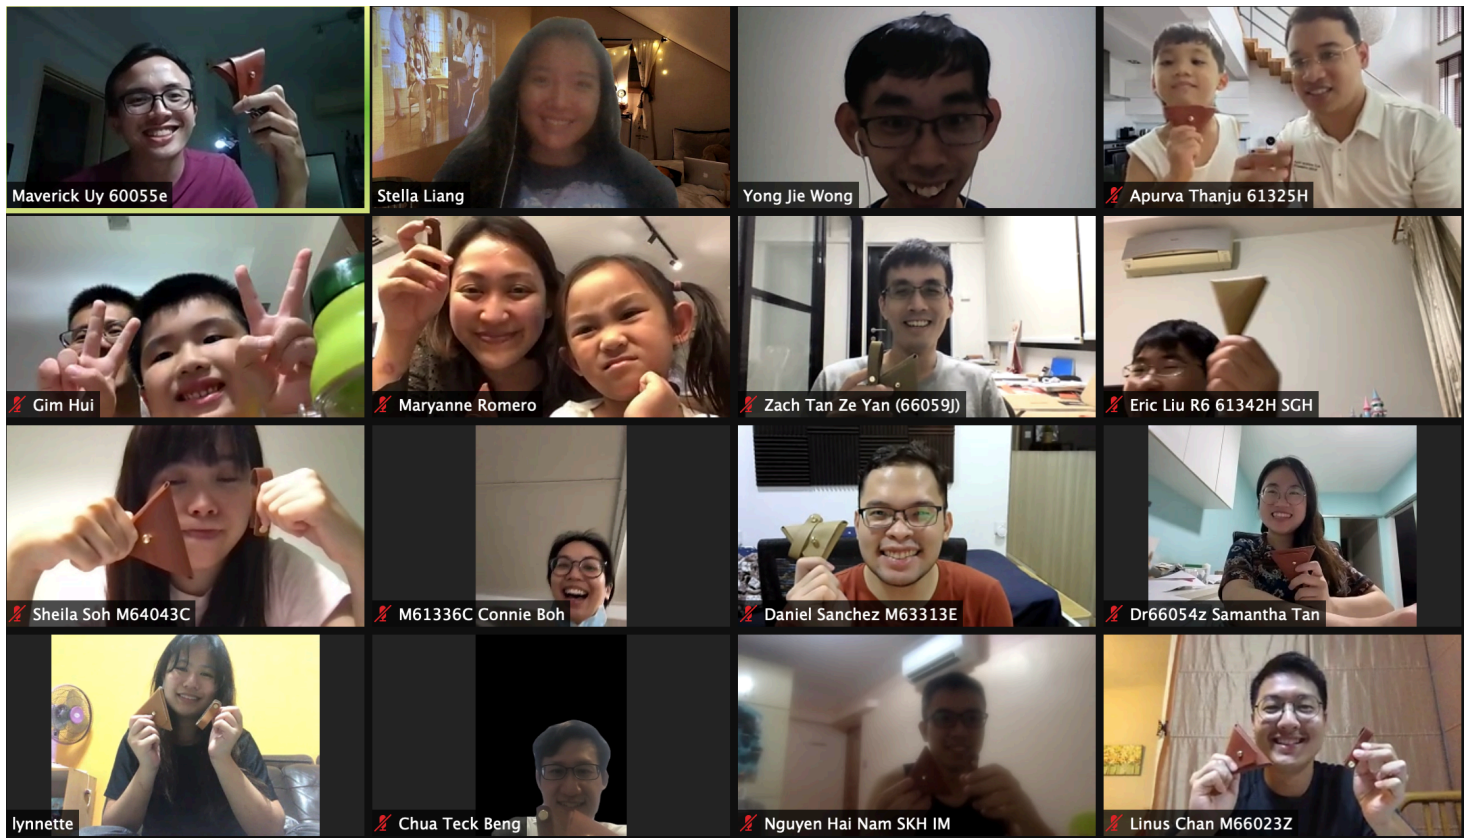 Maverick Uy 60055e
Stella Liang
Yong Jie Wong
Apurva Thanju 61325H
Gim Hui
Maryanne Romero
Zach Tan Ze Yan (66059J)
Eric Liu R6 61342H SGH
Sheila Soh M64043C
M61336C Connie Boh
Daniel Sanchez M63313E
Dr66054z Samantha Tan
lynnette
Chua Teck Beng
Nguyen Hai Nam SKH IM
Linus Chan M66023Z